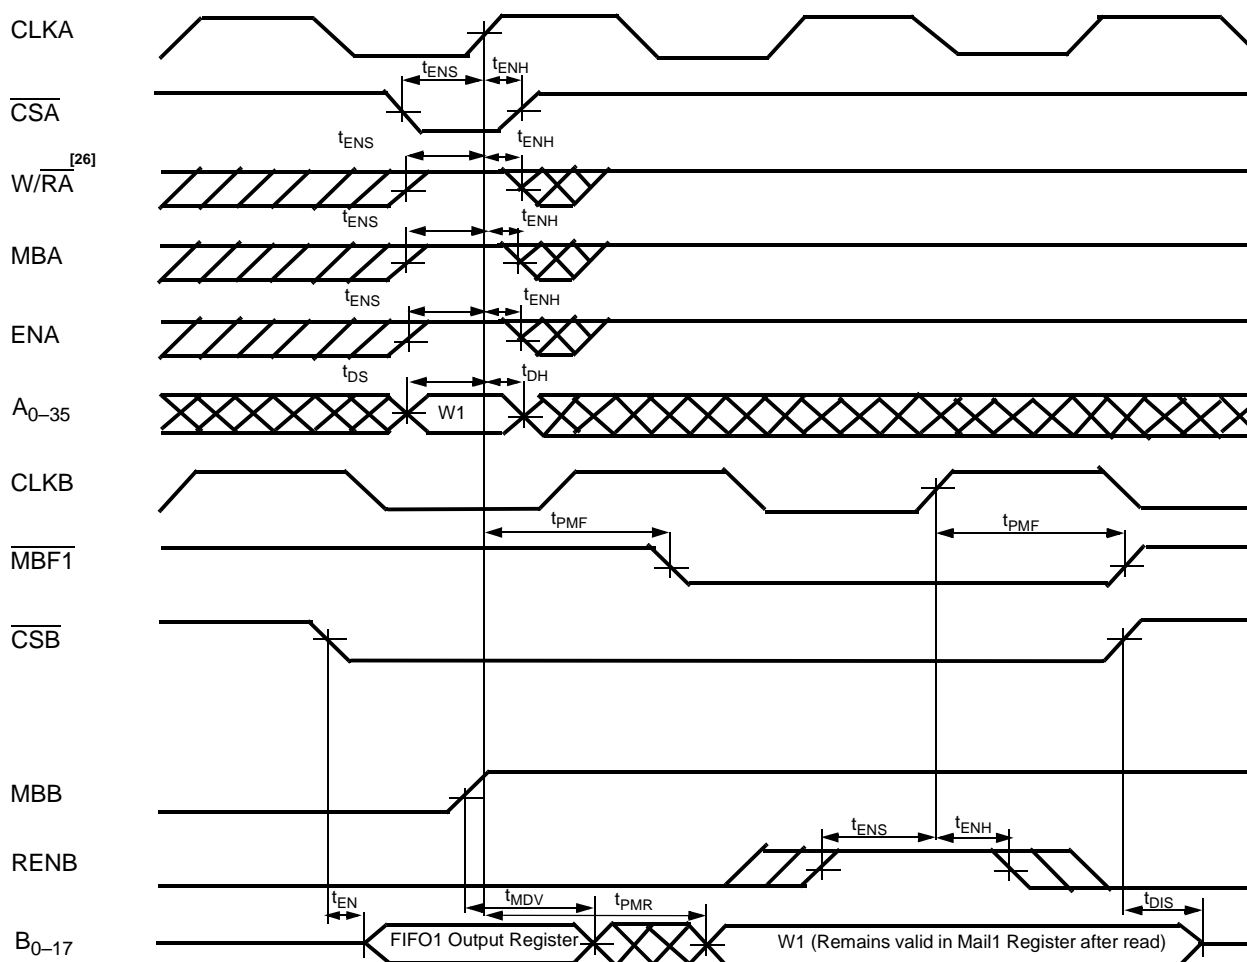 CLKA
tENS tENH
CSA
tENS tENH
W/RA[26]
tENS tENH
MBA
tENS tENH
ENA
tDS tDH
A0–35 W1
CLKB
tPMF tPMF
MBF1
CSB
MBB
tENS tENH
RENB
tEN tMDV tPMR tDIS
B0–17 FIFO1 Output Register W1 (Remains valid in Mail1 Register after read)